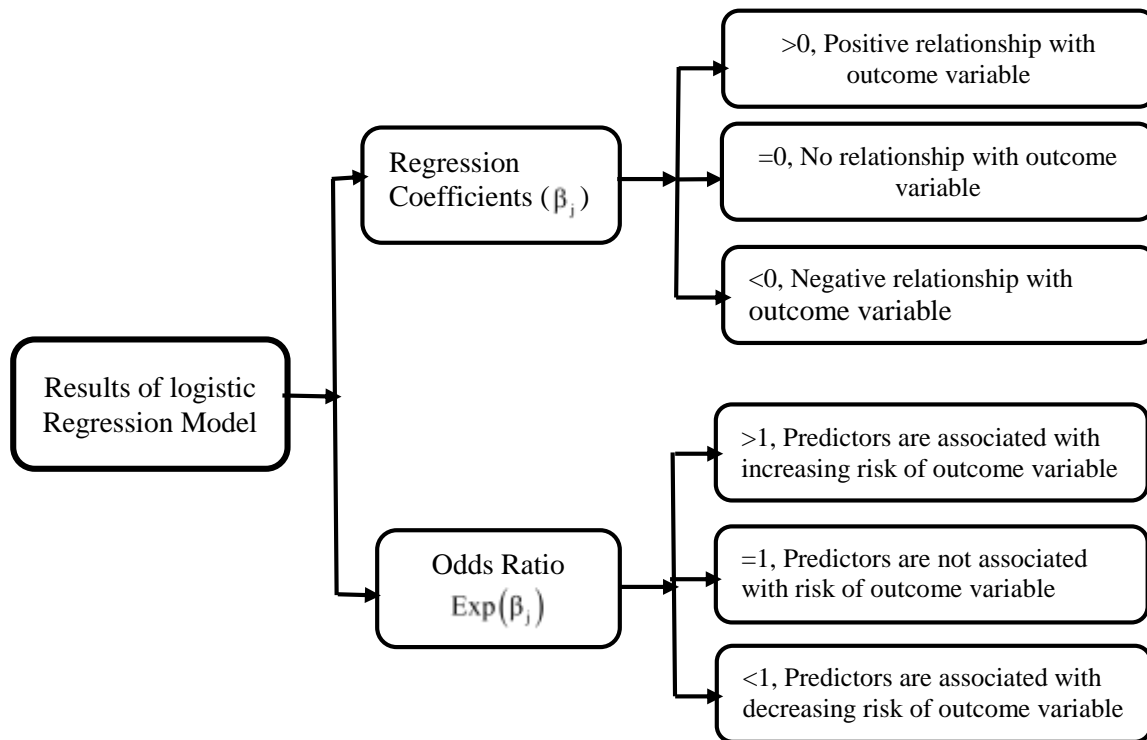 >0, Positive relationship with
outcome variable
Regression
Coefficients (βj)
=0, No relationship with outcome
variable
<0, Negative relationship with
outcome variable
Results of logistic
Regression Model
>1, Predictors are associated with
increasing risk of outcome variable
Odds Ratio
Exp(βj)
=1, Predictors are not associated
with risk of outcome variable
<1, Predictors are associated with
decreasing risk of outcome variable